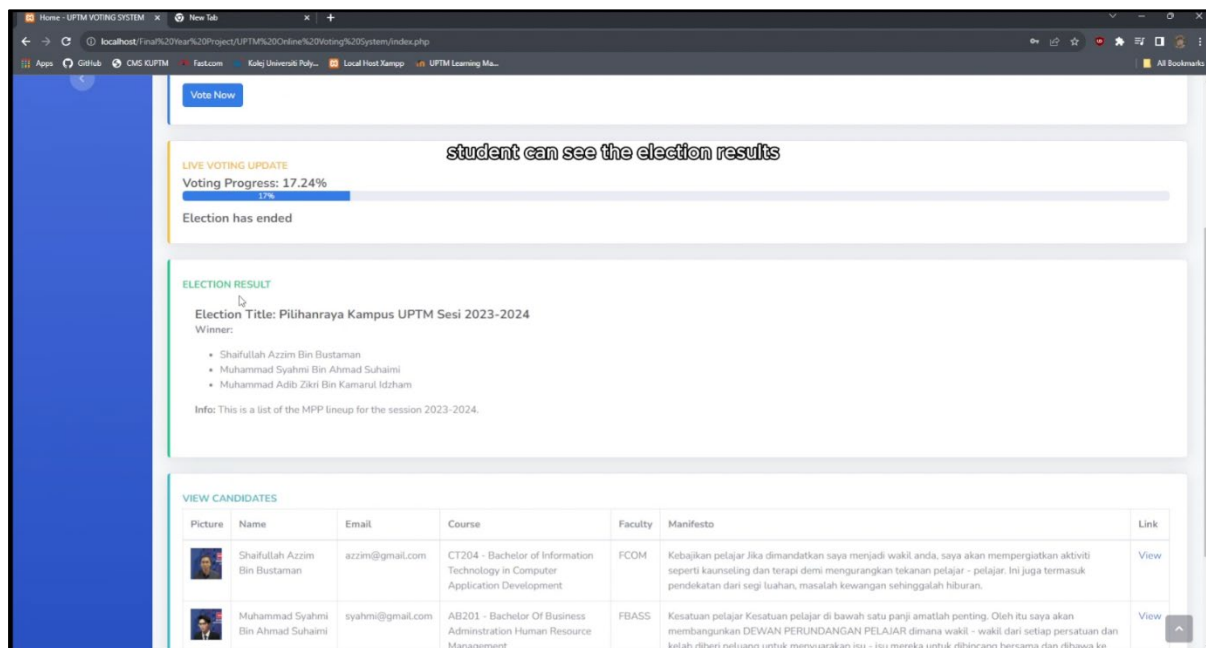 Home - UPTM VOTING SYSTEM
New Tab
localhost/Final%20Year%20Project/UPTM%20Online%20Voting%20System/index.php
Apps GitHub CMS KUPTM Fast.com Kolej Universiti Poly... Local Host Xampp UPTM Learning Ma... All Bookmarks
Vote Now
student can see the election results
LIVE VOTING UPDATE
Voting Progress: 17.24%
17%
Election has ended
ELECTION RESULT
Election Title: Pilihanraya Kampus UPTM Sesi 2023-2024
Winner:
Shaifullah Azzim Bin Bustaman
Muhammad Syahmi Bin Ahmad Suhaimi
Muhammad Adib Zikri Bin Kamarul Idzham
Info: This is a list of the MPP lineup for the session 2023-2024.
VIEW CANDIDATES
Picture Name Email Course Faculty Manifesto Link
Shaifullah Azzim azzim@gmail.com CT204 - Bachelor of Information FCOM Kebajikan pelajar Jika dimandatkan saya menjadi wakil anda, saya akan mempergiatkan aktiviti View
Bin Bustaman Technology in Computer seperti kaunseling dan terapi demi mengurangkan tekanan pelajar - pelajar. Ini juga termasuk
Application Development pendekatan dari segi luahan, masalah kewangan sehinggalah hiburan.
Muhammad Syahmi syahmi@gmail.com AB201 - Bachelor Of Business FBASS Kesatuan pelajar Kesatuan pelajar di bawah satu panji amatlah penting. Oleh itu saya akan View
Bin Ahmad Suhaimi Adminstration Human Resource membangunkan DEWAN PERUNDANGAN PELAJAR dimana wakil - wakil dari setiap persatuan dan
Management kelab diberi peluang untuk menyuarakan isu - isu mereka untuk dibincang bersama dan dibawa ke